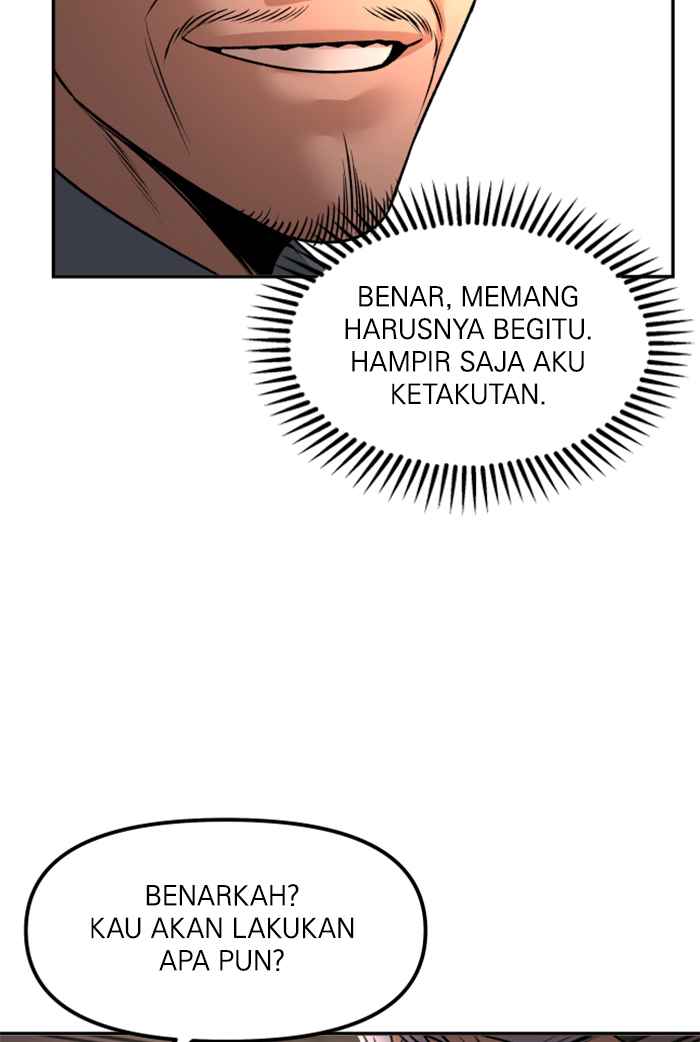 BENAR, MEMANG
HARUSNYA BEGITU.
HAMPIR SAJA AKU
KETAKUTAN.
BENARKAH?
KAU AKAN LAKUKAN
APA PUN?